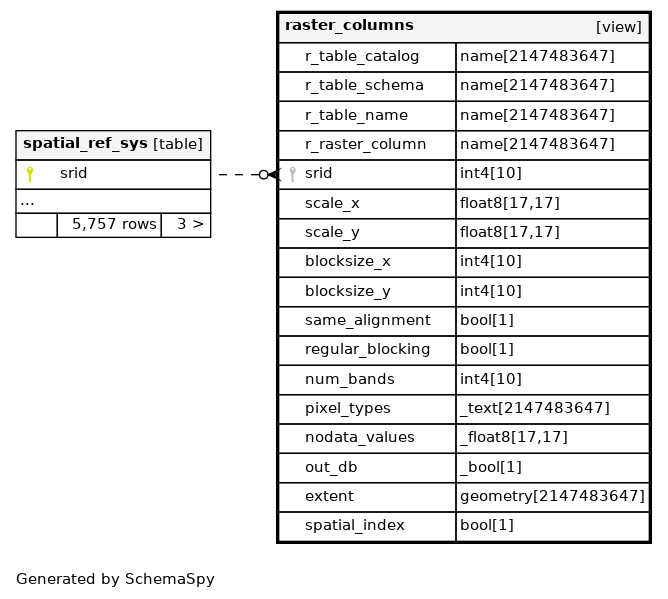 raster_columns [view]
r_table_catalog name[2147483647]
r_table_schema name[2147483647]
r_table_name name[2147483647]
r_raster_column name[2147483647]
srid int4[10]
scale_x float8[17,17]
scale_y float8[17,17]
blocksize_x int4[10]
blocksize_y int4[10]
same_alignment bool[1]
regular_blocking bool[1]
num_bands int4[10]
pixel_types _text[2147483647]
nodata_values _float8[17,17]
out_db _bool[1]
extent geometry[2147483647]
spatial_index bool[1]
spatial_ref_sys [table]
srid
...
5,757 rows 3 >
Generated by SchemaSpy